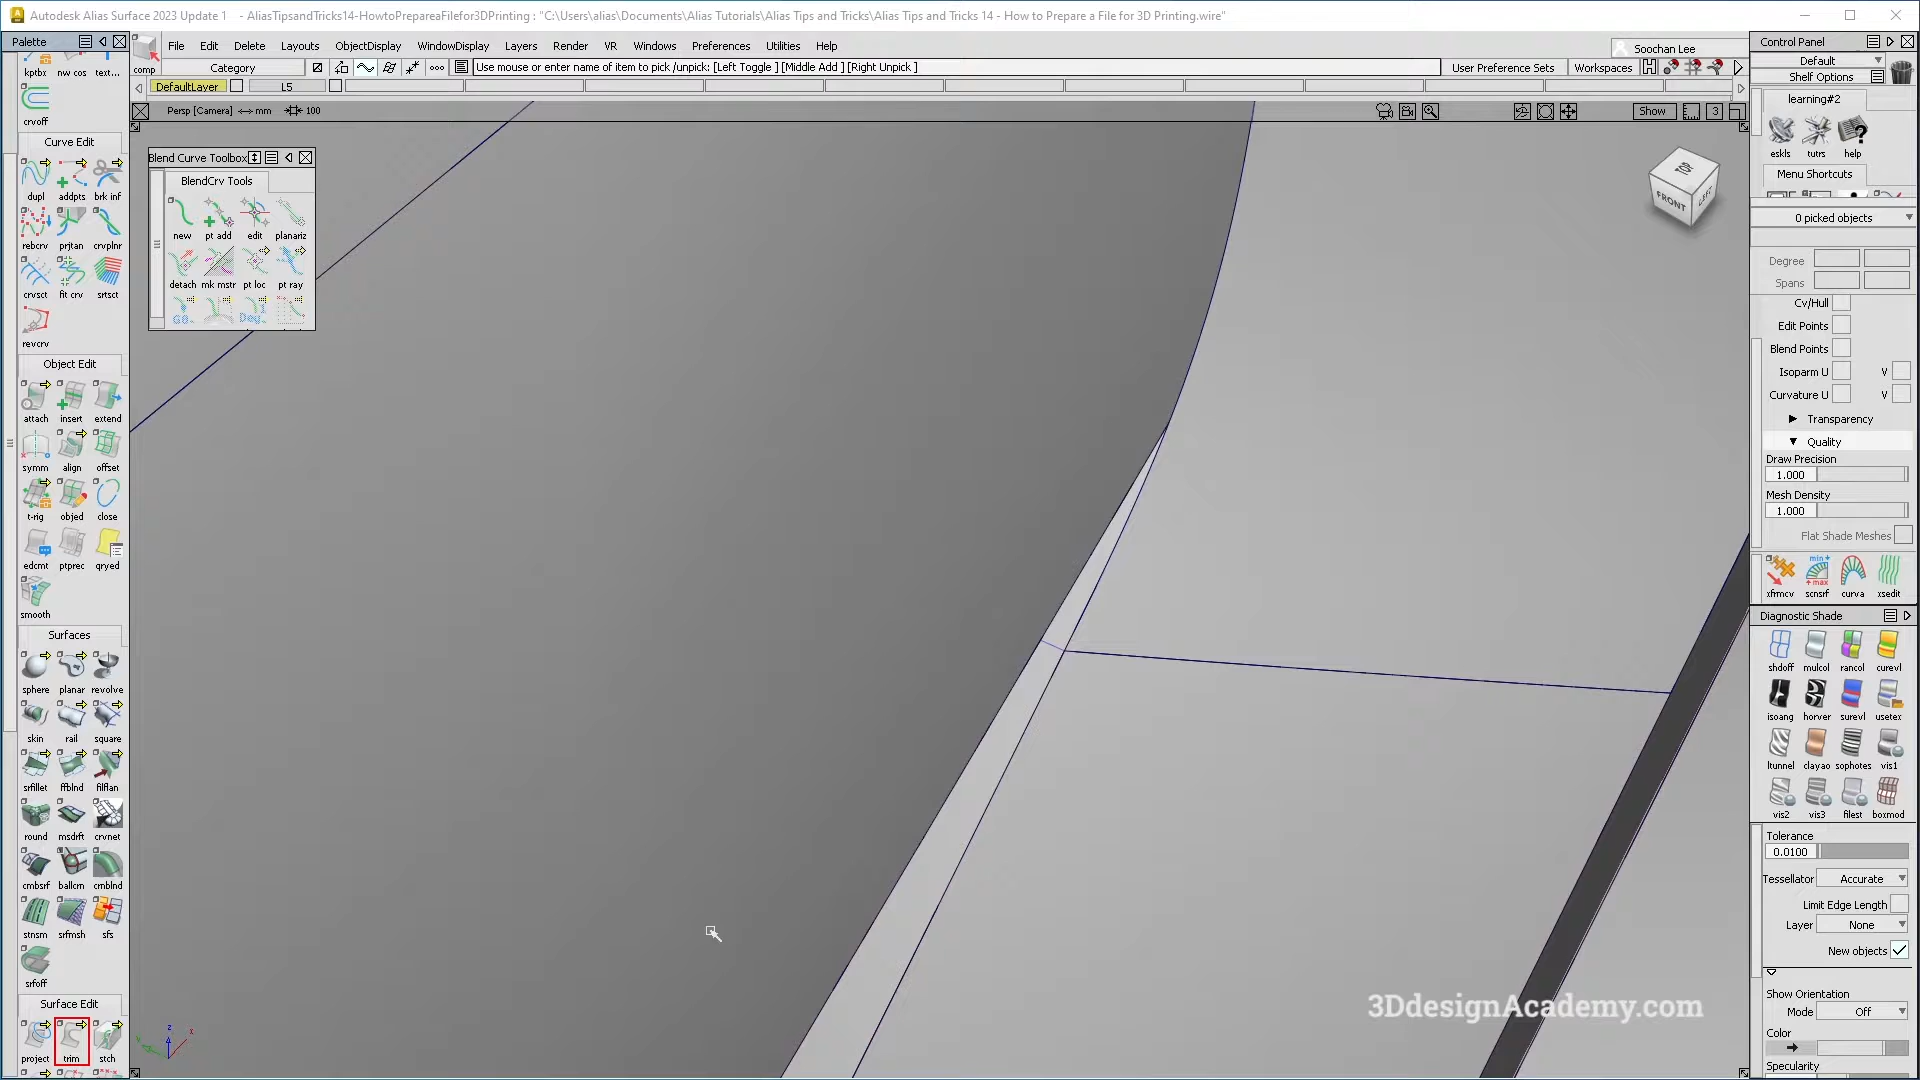 Autodesk Alias Surface 2023 Update 1 - AliasTipsandTricks14-HowtoPrepareaFilefor3DPrinting : "C:\Users\alias\Documents\Alias Tutorials\Alias Tips and Tricks\Alias Tips and Tricks 14 - How to Prepare a File for 3D Printing.wire"
Palette
File Edit Delete Layouts ObjectDisplay WindowDisplay Layers Render VR Windows Preferences Utilities Help
Soochan Lee
comp
Category
Use mouse or enter name of item to pick /unpick: [Left Toggle ] [Middle Add ] [Right Unpick ]
User Preference Sets
Workspaces
DefaultLayer
L5
Persp [Camera] mm 100
Show
3
kptbx nw cos text...
crvoff
Curve Edit
dupl addpts brk inf
rebcrv prjtan crvplnr
crvsct fit crv srtsct
revcrv
Object Edit
attach insert extend
symm align offset
t-rig objed close
edcmt ptprec qryed
smooth
Surfaces
sphere planar revolve
skin rail square
srfillet ffblnd filflan
round msdrft crvnet
cmbsrf ballcrn cmblnd
stnsm srfmsh sfs
srfoff
Surface Edit
project trim stch
Blend Curve Toolbox
BlendCrv Tools
new pt add edit planariz
detach mk mstr pt loc pt ray
G0.. Deg..
TOP
FRONT
LEFT
z
x
3DdesignAcademy.com
Control Panel
Default
Shelf Options
learning#2
eskls tutrs help
Menu Shortcuts
0 picked objects
Degree
Spans
Cv/Hull
Edit Points
Blend Points
Isoparm U V
Curvature U V
Transparency
Quality
Draw Precision
1.000
Mesh Density
1.000
Flat Shade Meshes
min+
+max
xfrmcv scnsrf curva xsedit
Diagnostic Shade
shdoff mulcol rancol curevl
isoang horver surevl usetex
ltunnel clayao sophotes vis1
vis2 vis3 filest boxmod
Tolerance
0.0100
Tessellator Accurate
Limit Edge Length
Layer None
New objects
Show Orientation
Mode Off
Color
Specularity